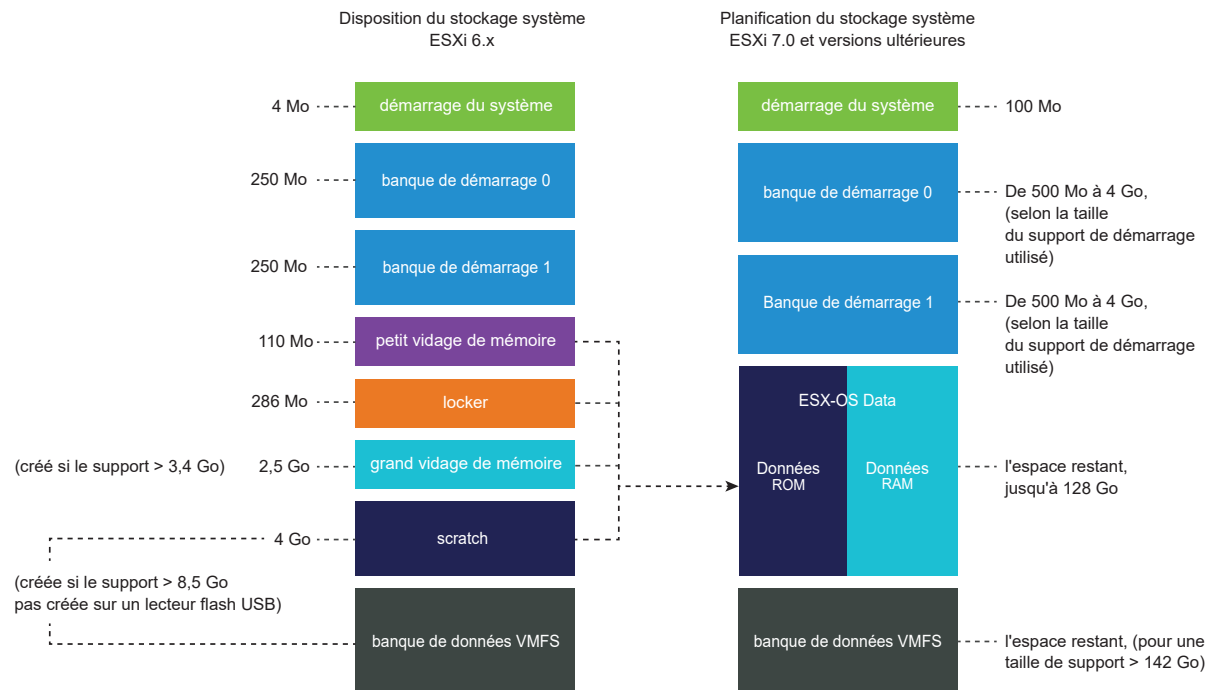 Disposition du stockage système
ESXi 6.x
4 Mo
démarrage du système
250 Mo
banque de démarrage 0
250 Mo
banque de démarrage 1
110 Mo
petit vidage de mémoire
286 Mo
locker
(créé si le support > 3,4 Go)
2,5 Go
grand vidage de mémoire
4 Go
scratch
(créée si le support > 8,5 Go
pas créée sur un lecteur flash USB)
banque de données VMFS
Planification du stockage système
ESXi 7.0 et versions ultérieures
démarrage du système
100 Mo
banque de démarrage 0
De 500 Mo à 4 Go,
(selon la taille
du support de démarrage
utilisé)
Banque de démarrage 1
De 500 Mo à 4 Go,
(selon la taille
du support de démarrage
utilisé)
ESX-OS Data
Données
ROM
Données
RAM
l'espace restant,
jusqu'à 128 Go
banque de données VMFS
l'espace restant, (pour une
taille de support > 142 Go)